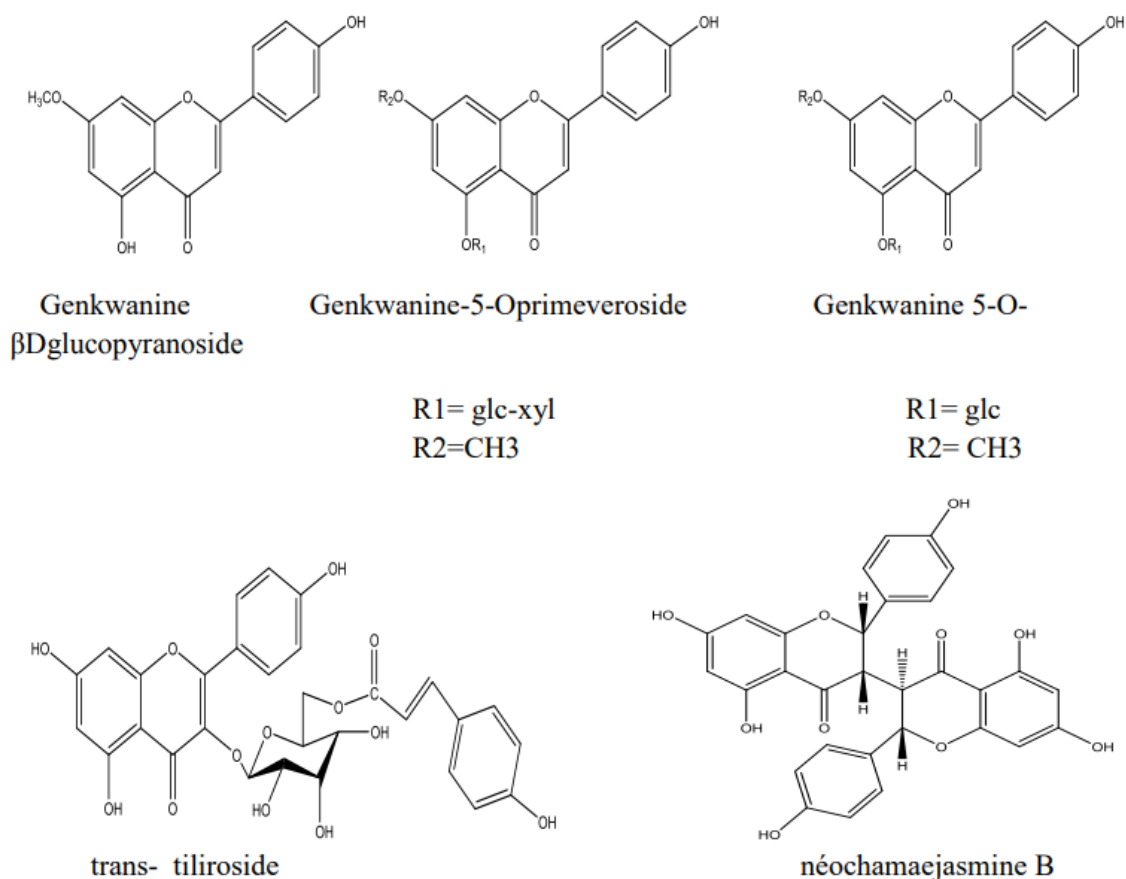 OH
OH
OH
H₃CO
O
R₂O
O
R₂O
O
OH
O
OR₁
O
OR₁
O
Genkwanine Genkwanine-5-Oprimeveroside Genkwanine 5-O-
βDglucopyranoside
R1= glc-xyl R1= glc
R2=CH3 R2= CH3
OH
OH
O
H
HO
O
O
OH
HO
O
C
H
O
O
O
OH
H
OH
O
OH
O
O
H
O
OH
HO
OH
HO
OH
OH
trans- tiliroside néochamaejasmine B